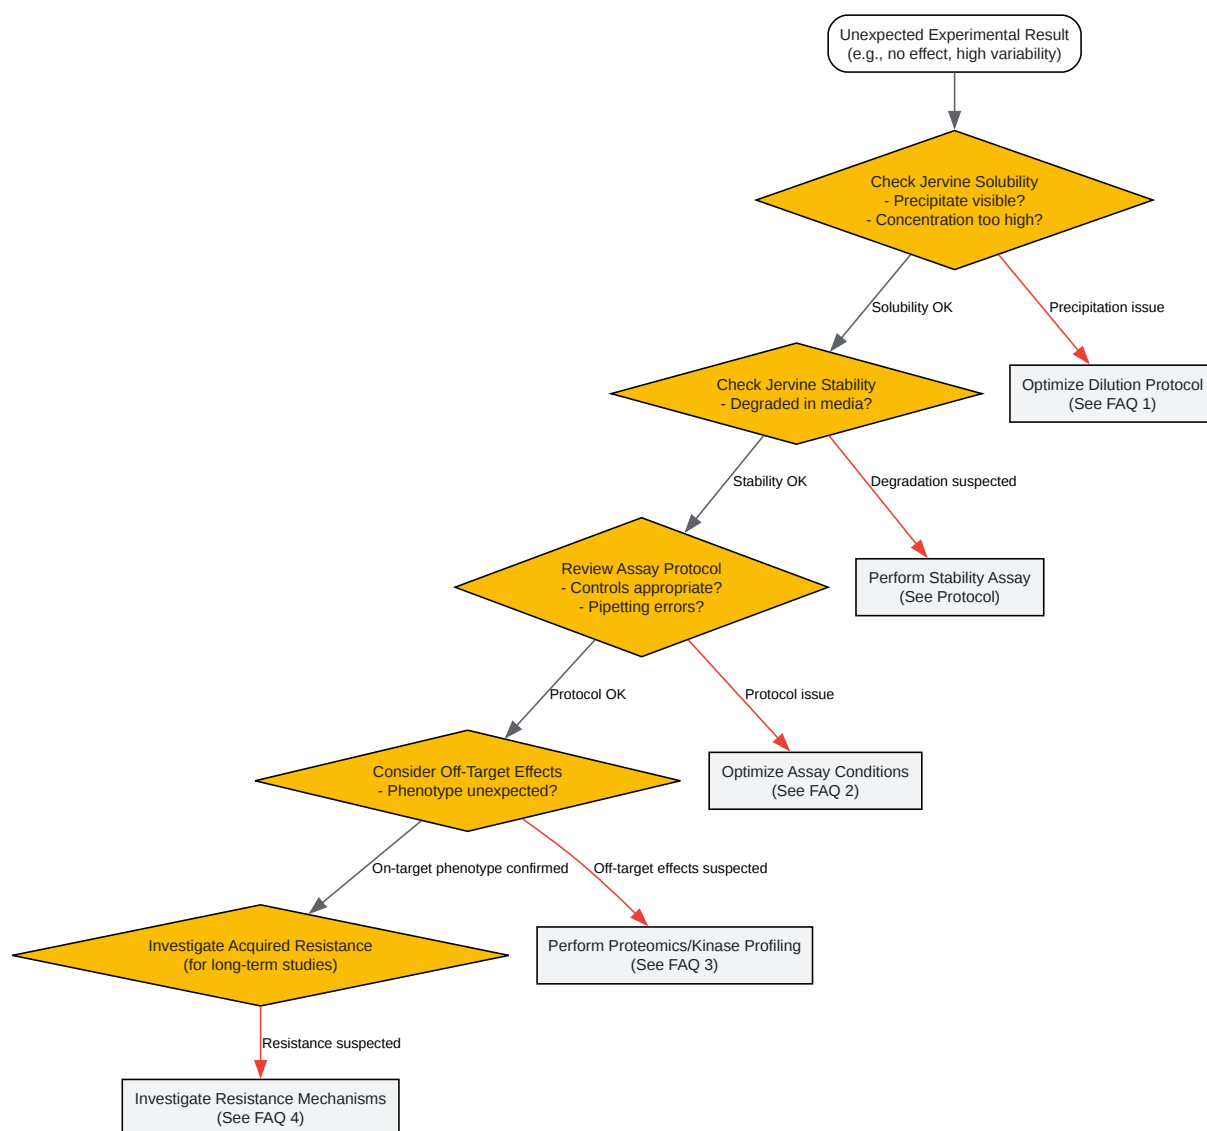 Unexpected Experimental Result
(e.g., no effect, high variability)
Check Jervine Solubility
- Precipitate visible?
- Concentration too high?
Solubility OK
Precipitation issue
Check Jervine Stability
- Degraded in media?
Optimize Dilution Protocol
(See FAQ 1)
Stability OK
Degradation suspected
Review Assay Protocol
- Controls appropriate?
- Pipetting errors?
Perform Stability Assay
(See Protocol)
Protocol OK
Protocol issue
Consider Off-Target Effects
- Phenotype unexpected?
Optimize Assay Conditions
(See FAQ 2)
On-target phenotype confirmed
Off-target effects suspected
Investigate Acquired Resistance
(for long-term studies)
Perform Proteomics/Kinase Profiling
(See FAQ 3)
Resistance suspected
Investigate Resistance Mechanisms
(See FAQ 4)